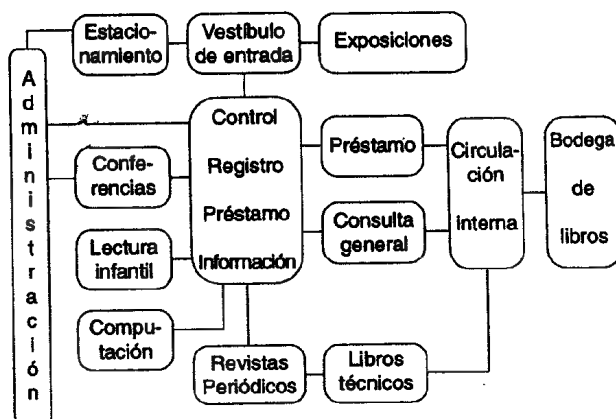 Estacio-
namiento
Vestíbulo
de entrada
Exposiciones
Administración
Control
Registro
Préstamo
Información
Préstamo
Circula-
ción
interna
Bodega
de
libros
Confe-
rencias
Consulta
general
Lectura
infantil
Compu-
tación
Revistas
Periódicos
Libros
técnicos